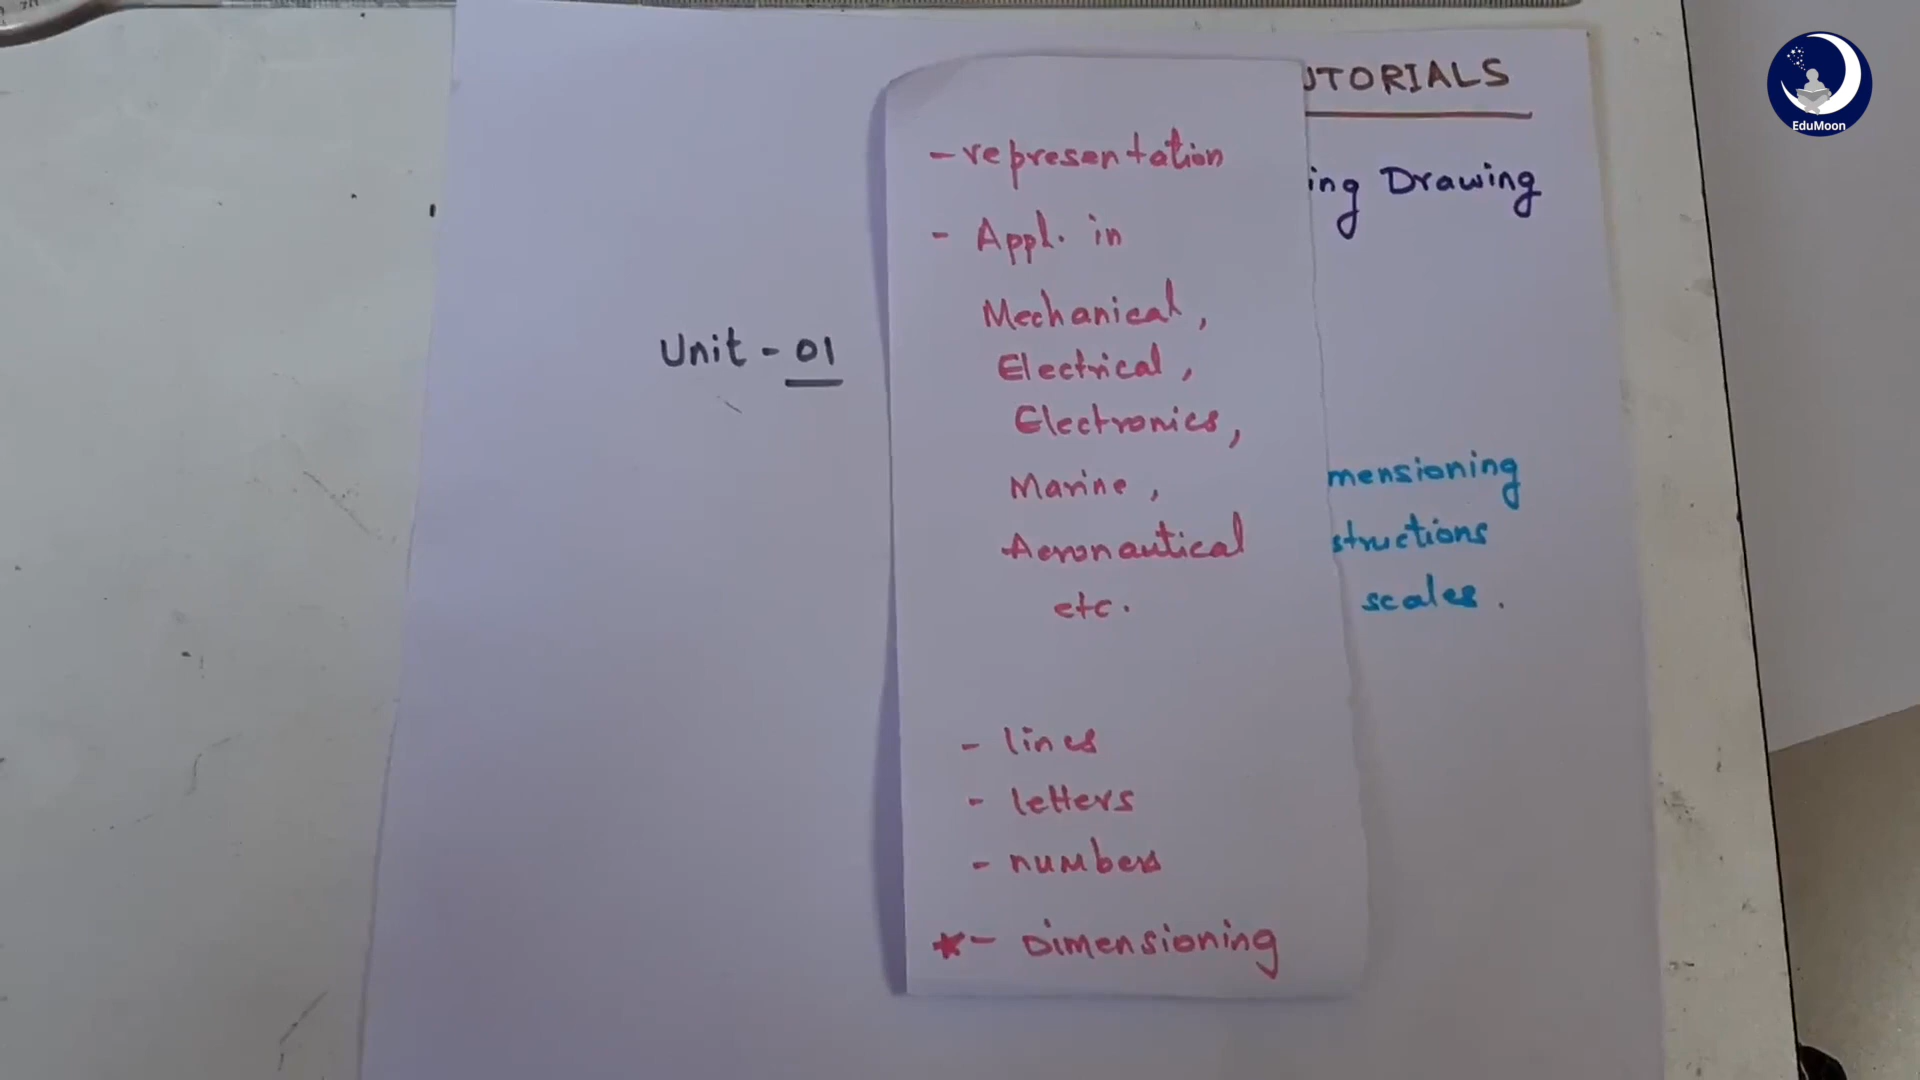 UTORIALS
ing Drawing
EduMoon
- representation
- Appl. in
Mechanical,
Electrical,
Electronics,
Marine,
Aeronautical
etc.
- lines
- letters
- numbers
*- Dimensioning
Unit - 01
mensioning
structions
scales.